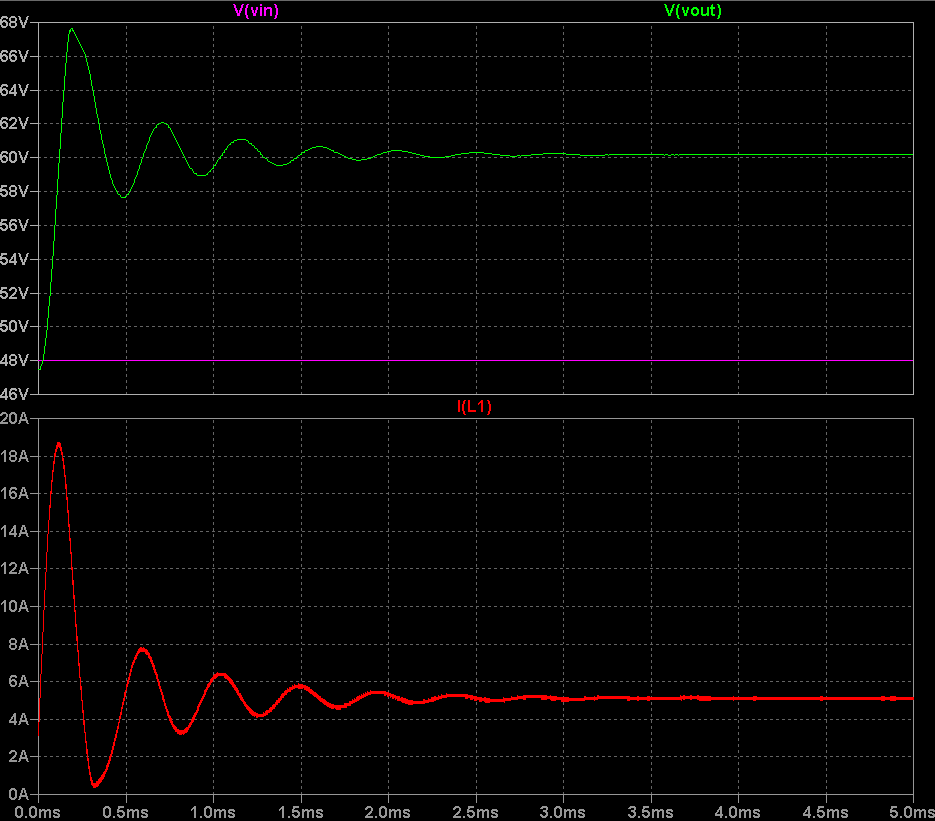 V(vin) V(vout)
68V
66V
64V
62V
60V
58V
56V
54V
52V
50V
48V
46V
I(L1)
20A
18A
16A
14A
12A
10A
8A
6A
4A
2A
0A
0.0ms 0.5ms 1.0ms 1.5ms 2.0ms 2.5ms 3.0ms 3.5ms 4.0ms 4.5ms 5.0ms